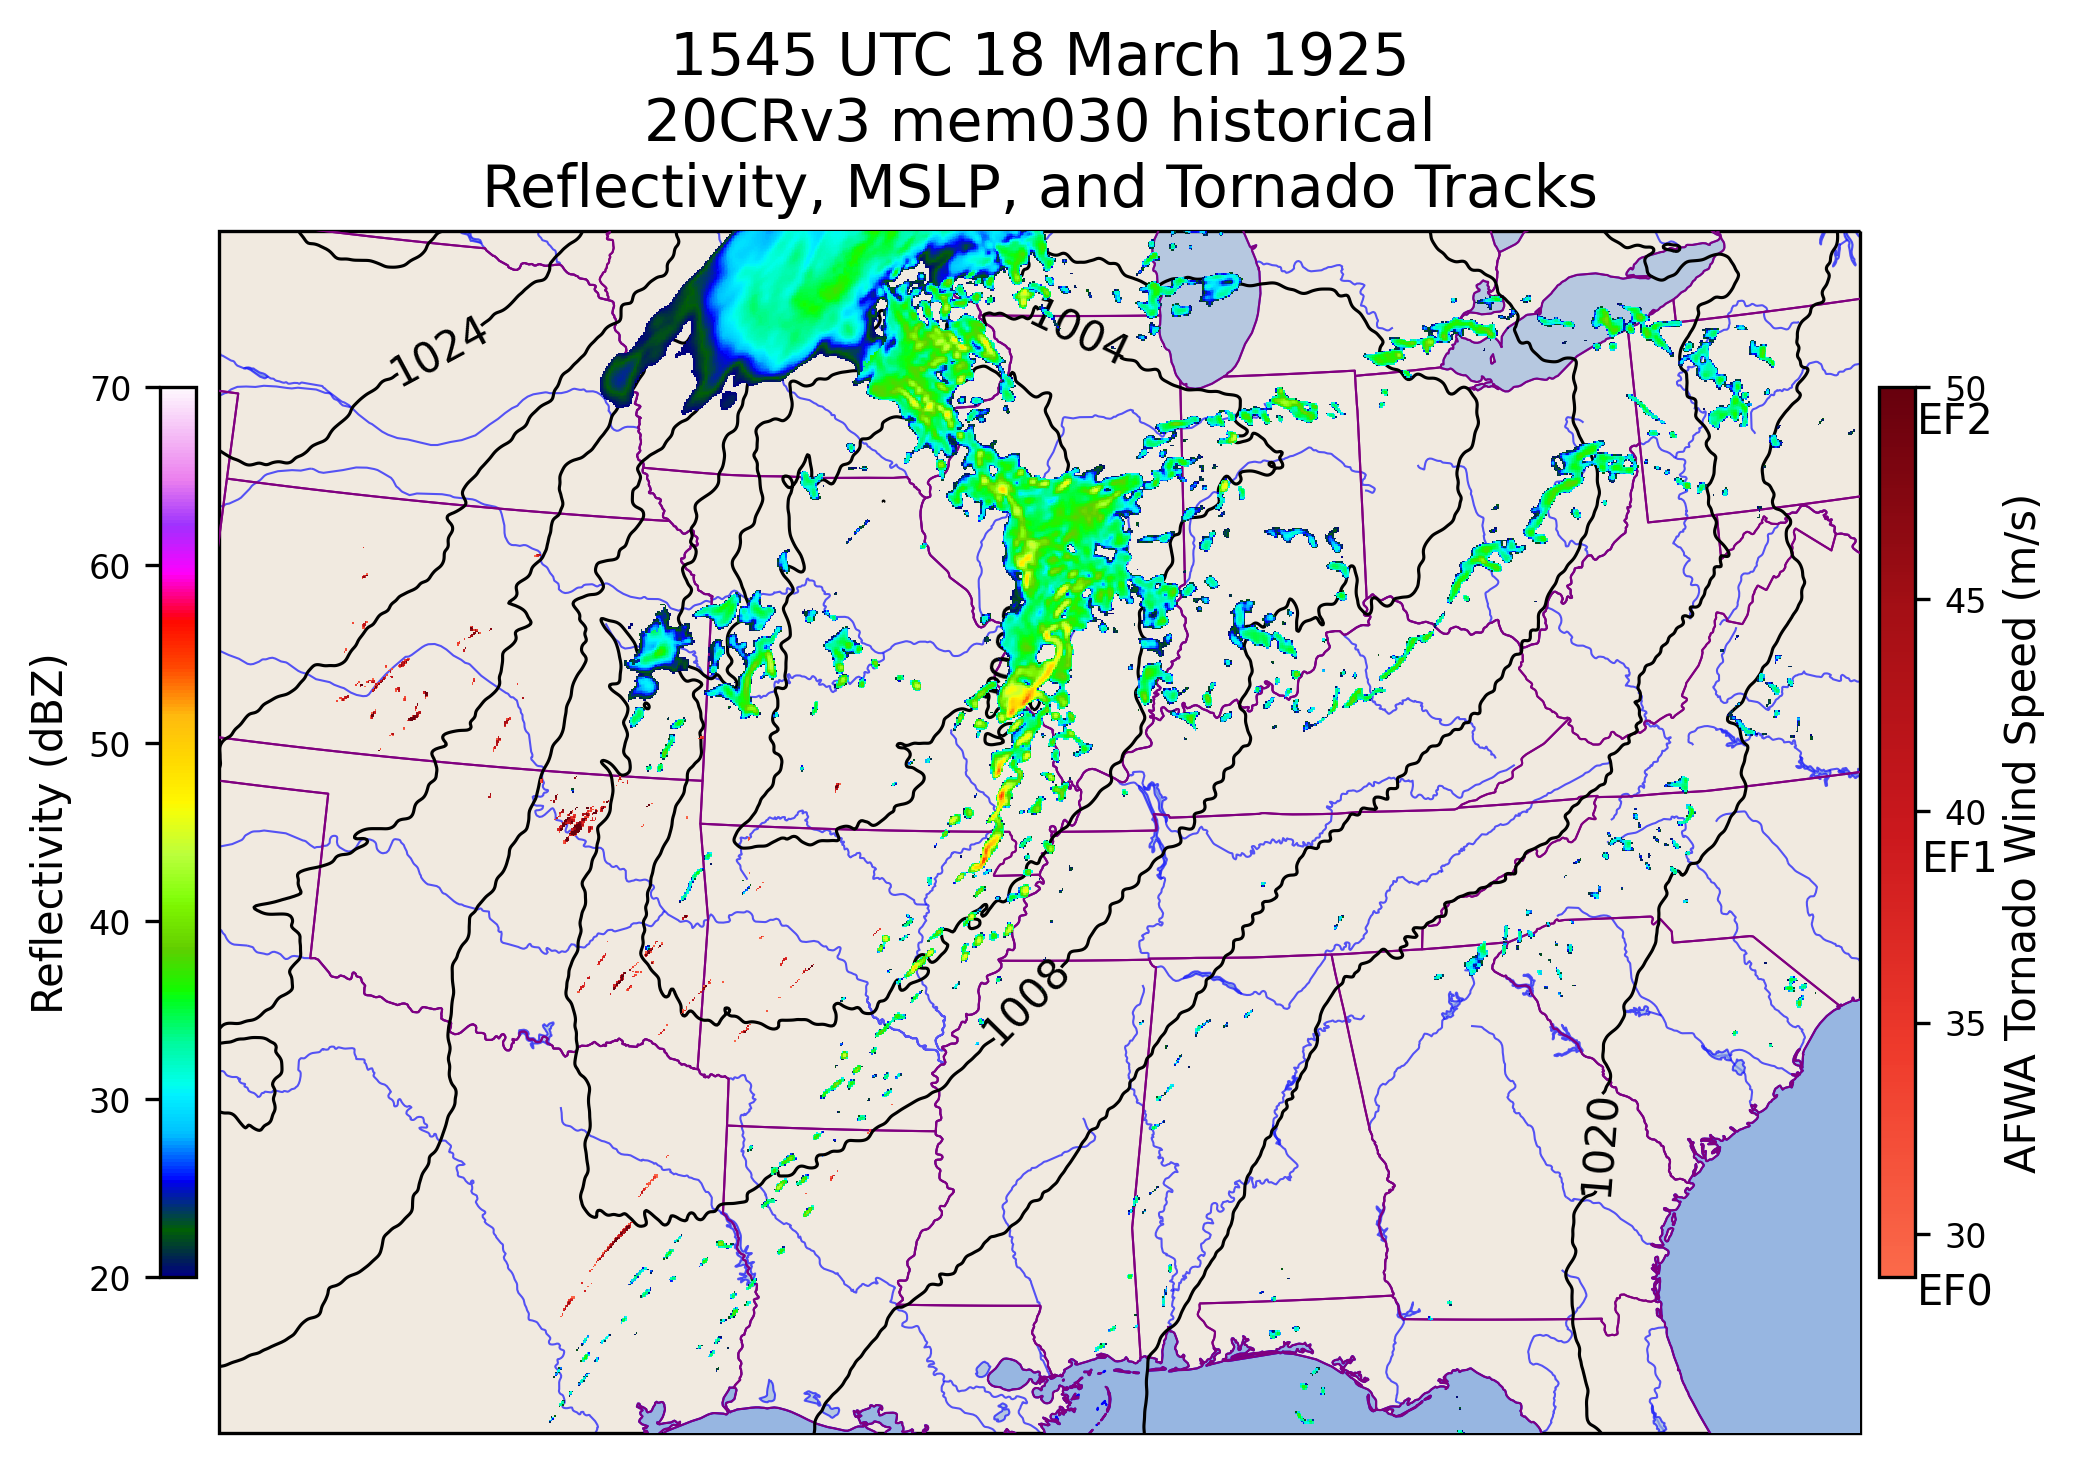 1545 UTC 18 March 1925
20CRv3 mem030 historical
Reflectivity, MSLP, and Tornado Tracks
1024
1004
1008
1020
Reflectivity (dBZ)
70
60
50
40
30
20
50
EF2
45
40
EF1
35
30
EF0
AFWA Tornado Wind Speed (m/s)